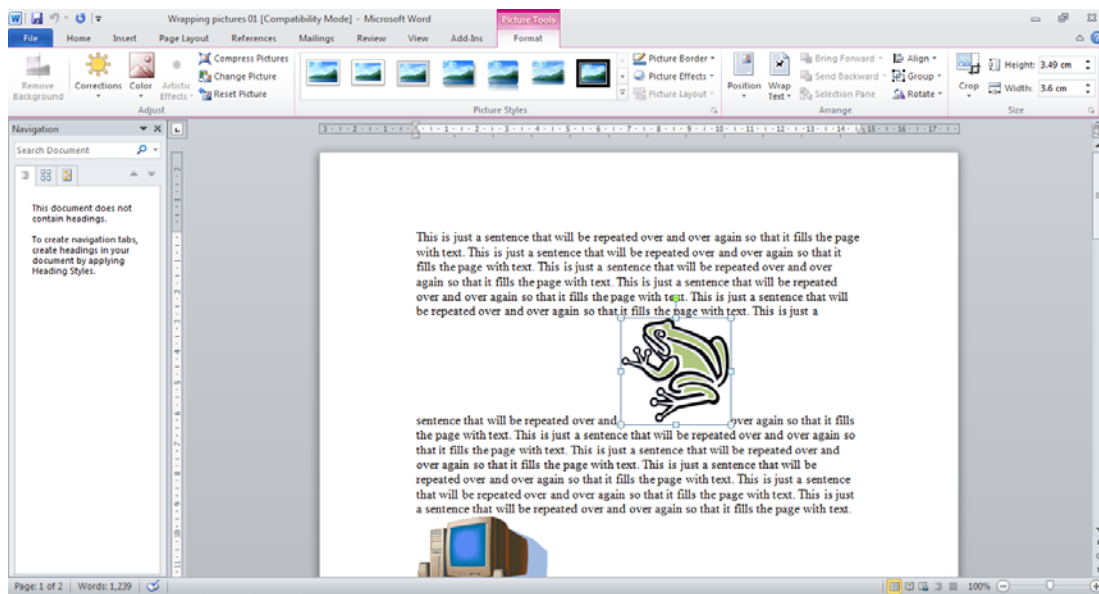 Wrapping pictures 01 [Compatibility Mode] - Microsoft Word
Picture Tools
File Home Insert Page Layout References Mailings Review View Add-Ins Format
Remove Background
Corrections
Color
Artistic Effects
Compress Pictures
Change Picture
Reset Picture
Adjust
Picture Styles
Picture Border
Picture Effects
Picture Layout
Position
Wrap Text
Bring Forward
Send Backward
Selection Pane
Align
Group
Rotate
Arrange
Crop
Height: 3.49 cm
Width: 3.6 cm
Size
Navigation
Search Document
This document does not
contain headings.
To create navigation tabs,
create headings in your
document by applying
Heading Styles.
This is just a sentence that will be repeated over and over again so that it fills the page
with text. This is just a sentence that will be repeated over and over again so that it
fills the page with text. This is just a sentence that will be repeated over and over
again so that it fills the page with text. This is just a sentence that will be repeated
over and over again so that it fills the page with text. This is just a sentence that will
be repeated over and over again so that it fills the page with text. This is just a
sentence that will be repeated over and over again so that it fills
the page with text. This is just a sentence that will be repeated over and over again so
that it fills the page with text. This is just a sentence that will be repeated over and
over again so that it fills the page with text. This is just a sentence that will be
repeated over and over again so that it fills the page with text. This is just a sentence
that will be repeated over and over again so that it fills the page with text. This is just
a sentence that will be repeated over and over again so that it fills the page with text.
Page: 1 of 2 Words: 1,239
100%